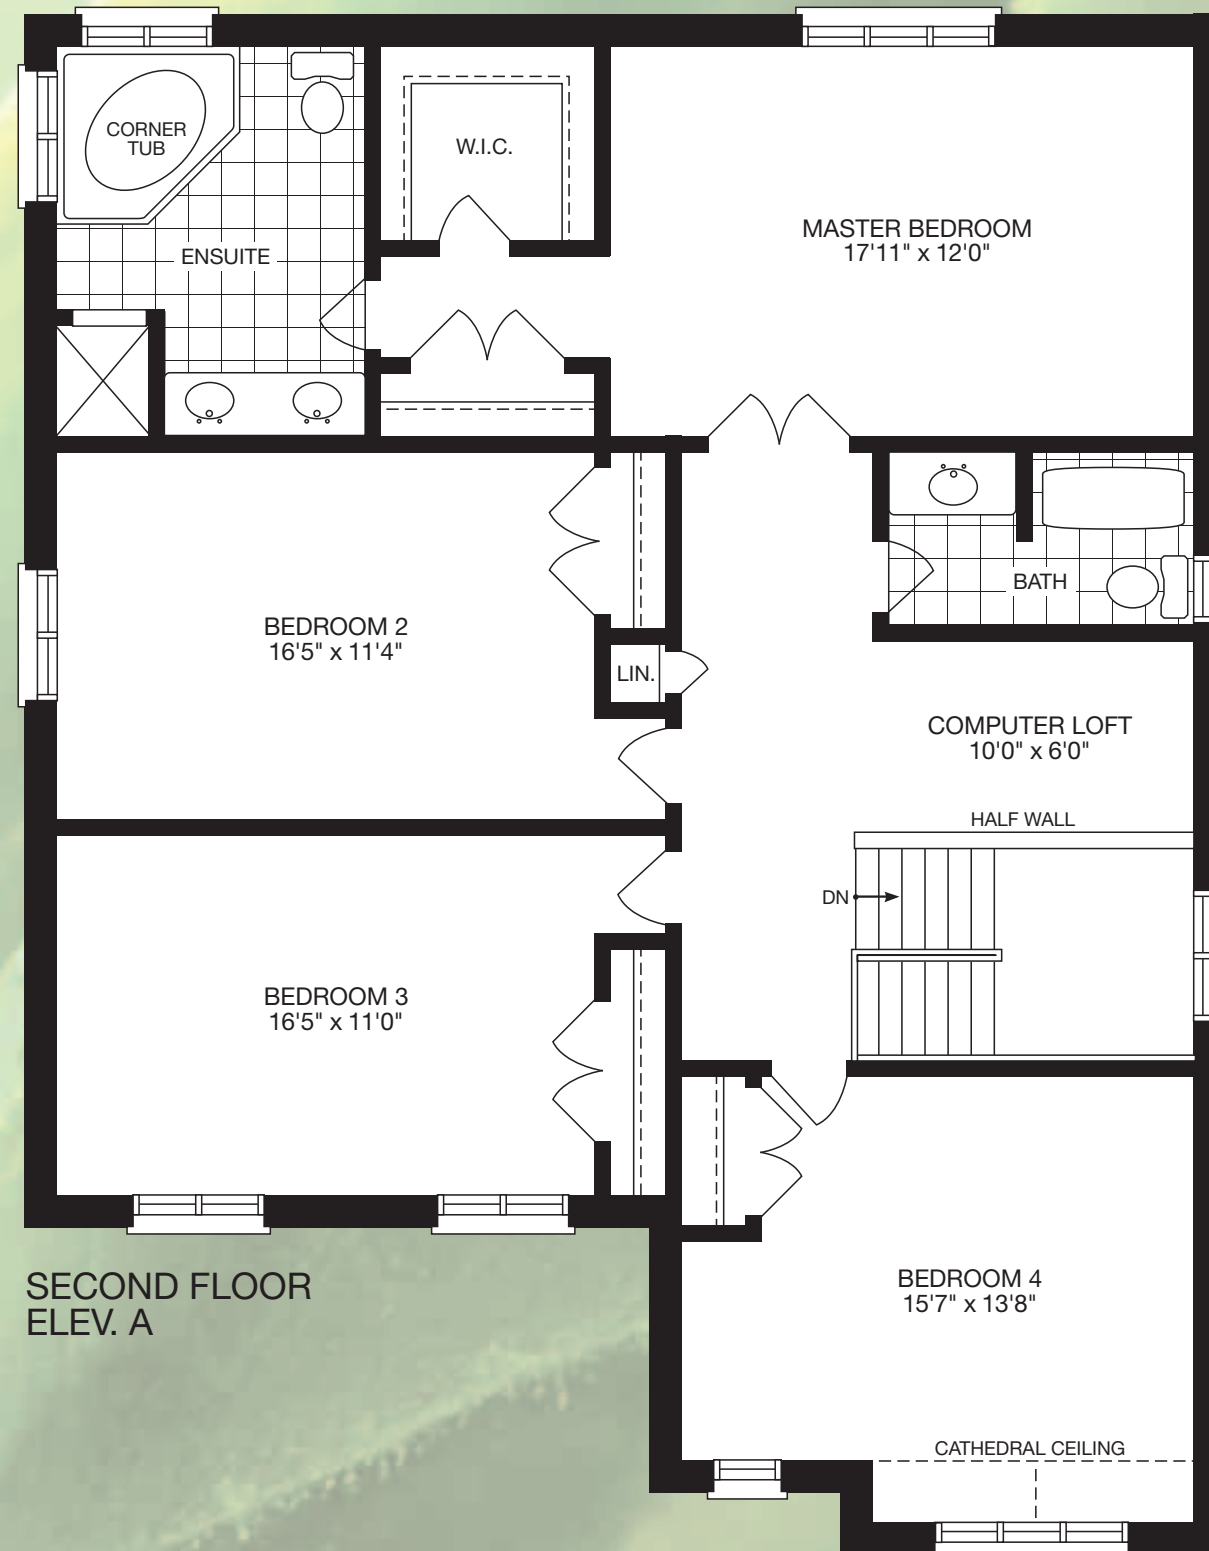 CORNER
TUB
W.I.C.
MASTER BEDROOM
17'11" x 12'0"
ENSUITE
BEDROOM 2
16'5" x 11'4"
BATH
LIN.
COMPUTER LOFT
10'0" x 6'0"
HALF WALL
DN
BEDROOM 3
16'5" x 11'0"
SECOND FLOOR
ELEV. A
BEDROOM 4
15'7" x 13'8"
CATHEDRAL CEILING